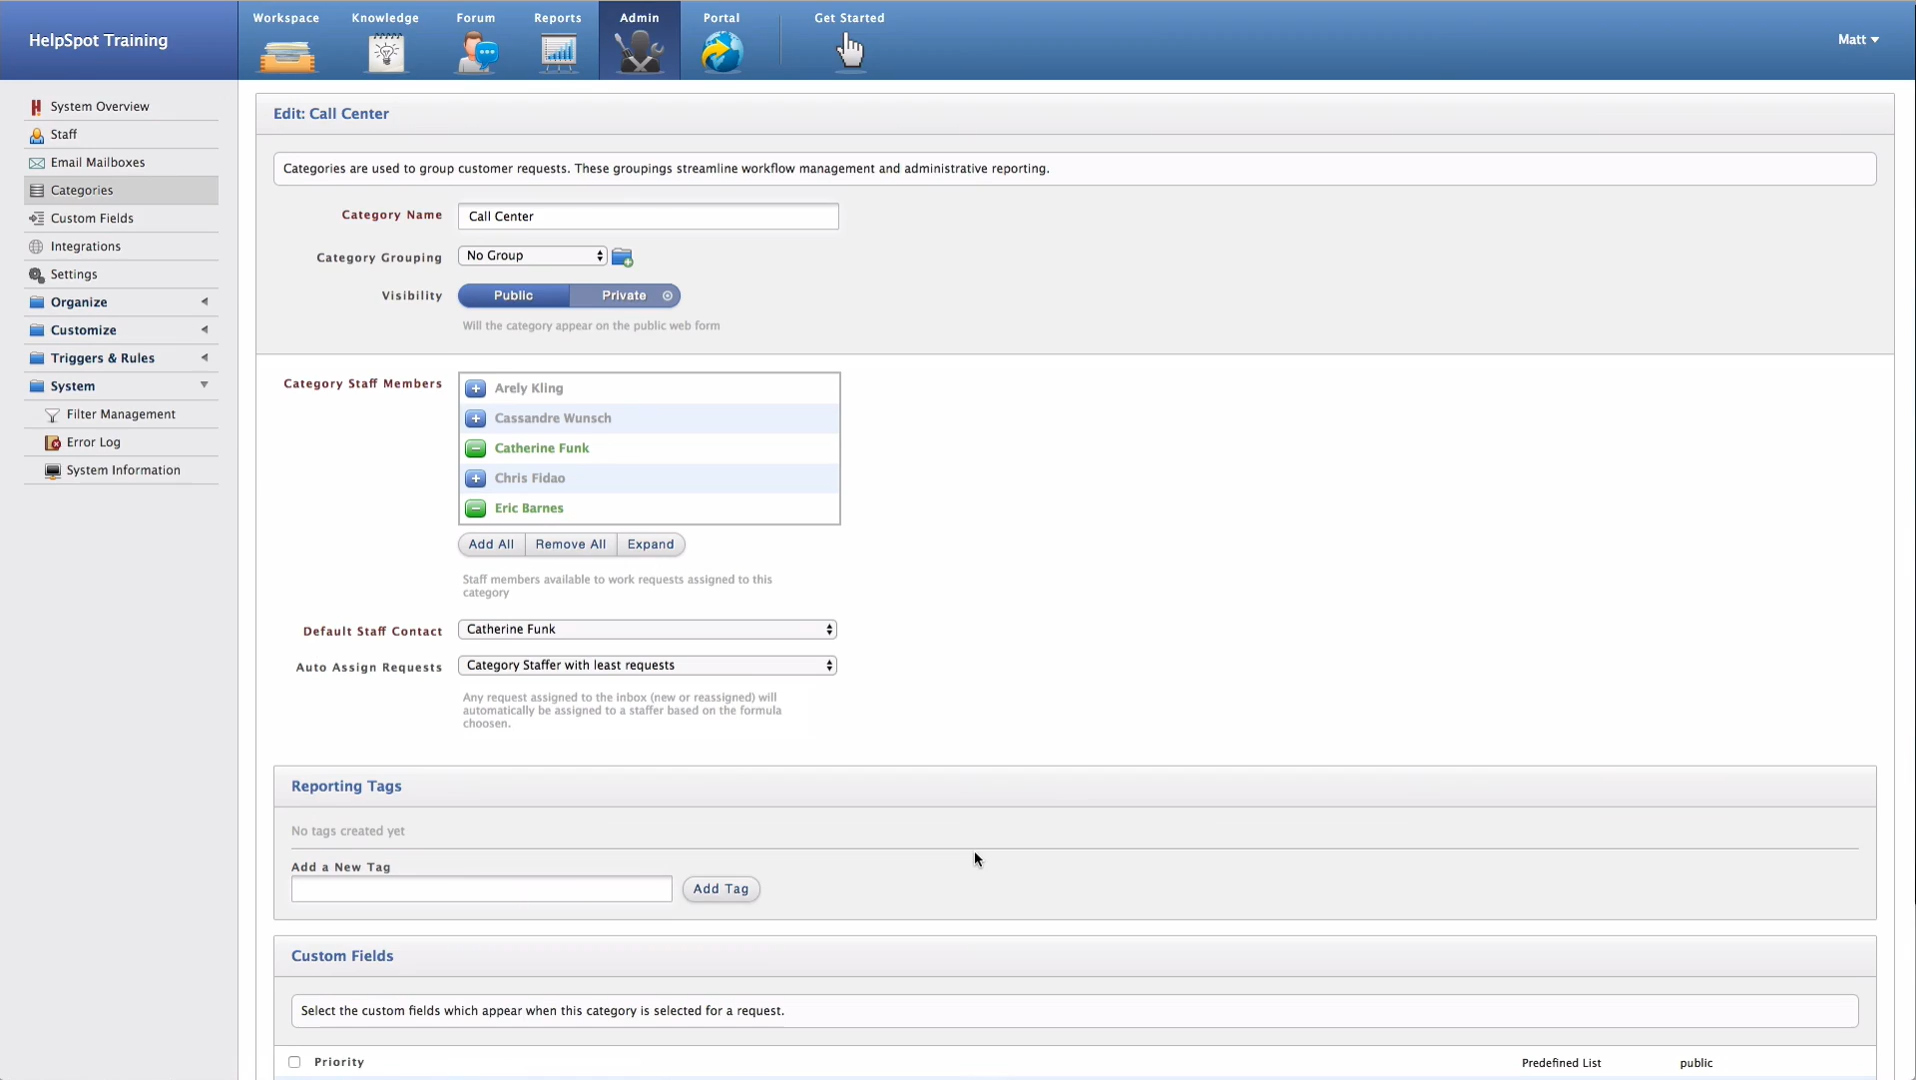 HelpSpot Training
Workspace
Knowledge
Forum
Reports
Admin
Portal
Get Started
Matt
System Overview
Staff
Email Mailboxes
Categories
Custom Fields
Integrations
Settings
Organize
Customize
Triggers & Rules
System
Filter Management
Error Log
System Information
Edit: Call Center
Categories are used to group customer requests. These groupings streamline workflow management and administrative reporting.
Category Name
Call Center
Category Grouping
No Group
Visibility
Public
Private
Will the category appear on the public web form
Category Staff Members
Arely Kling
Cassandre Wunsch
Catherine Funk
Chris Fidao
Eric Barnes
Add All
Remove All
Expand
Staff members available to work requests assigned to this
category
Default Staff Contact
Catherine Funk
Auto Assign Requests
Category Staffer with least requests
Any request assigned to the inbox (new or reassigned) will
automatically be assigned to a staffer based on the formula
choosen.
Reporting Tags
No tags created yet
Add a New Tag
Add Tag
Custom Fields
Select the custom fields which appear when this category is selected for a request.
Priority
Predefined List
public